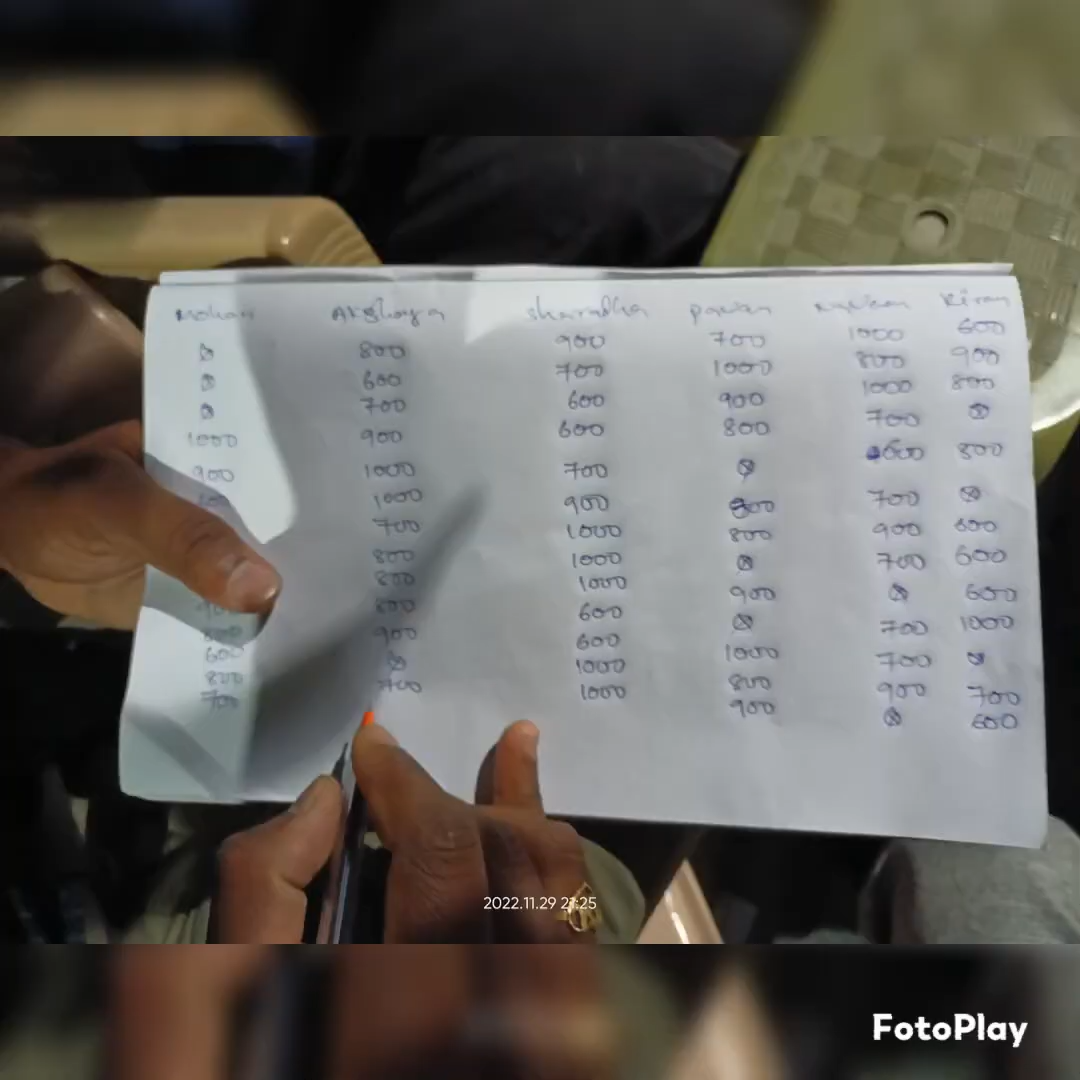 Mohan Akshaya Sharadha pavan Kiran
800 900 700 1000 600
600 700 1000 800 900
700 600 900 1000 800
1000 900 600 800 700
900 1000 700 600 800
1000 900 700
700 1000 800 900 600
800 1000 700 600
800 1000 900 600
900 800 600 700 1000
900 600 1000 700
600 1000 800 900 700
800 700 1000 900 600
700
2022.11.29 21:25
FotoPlay